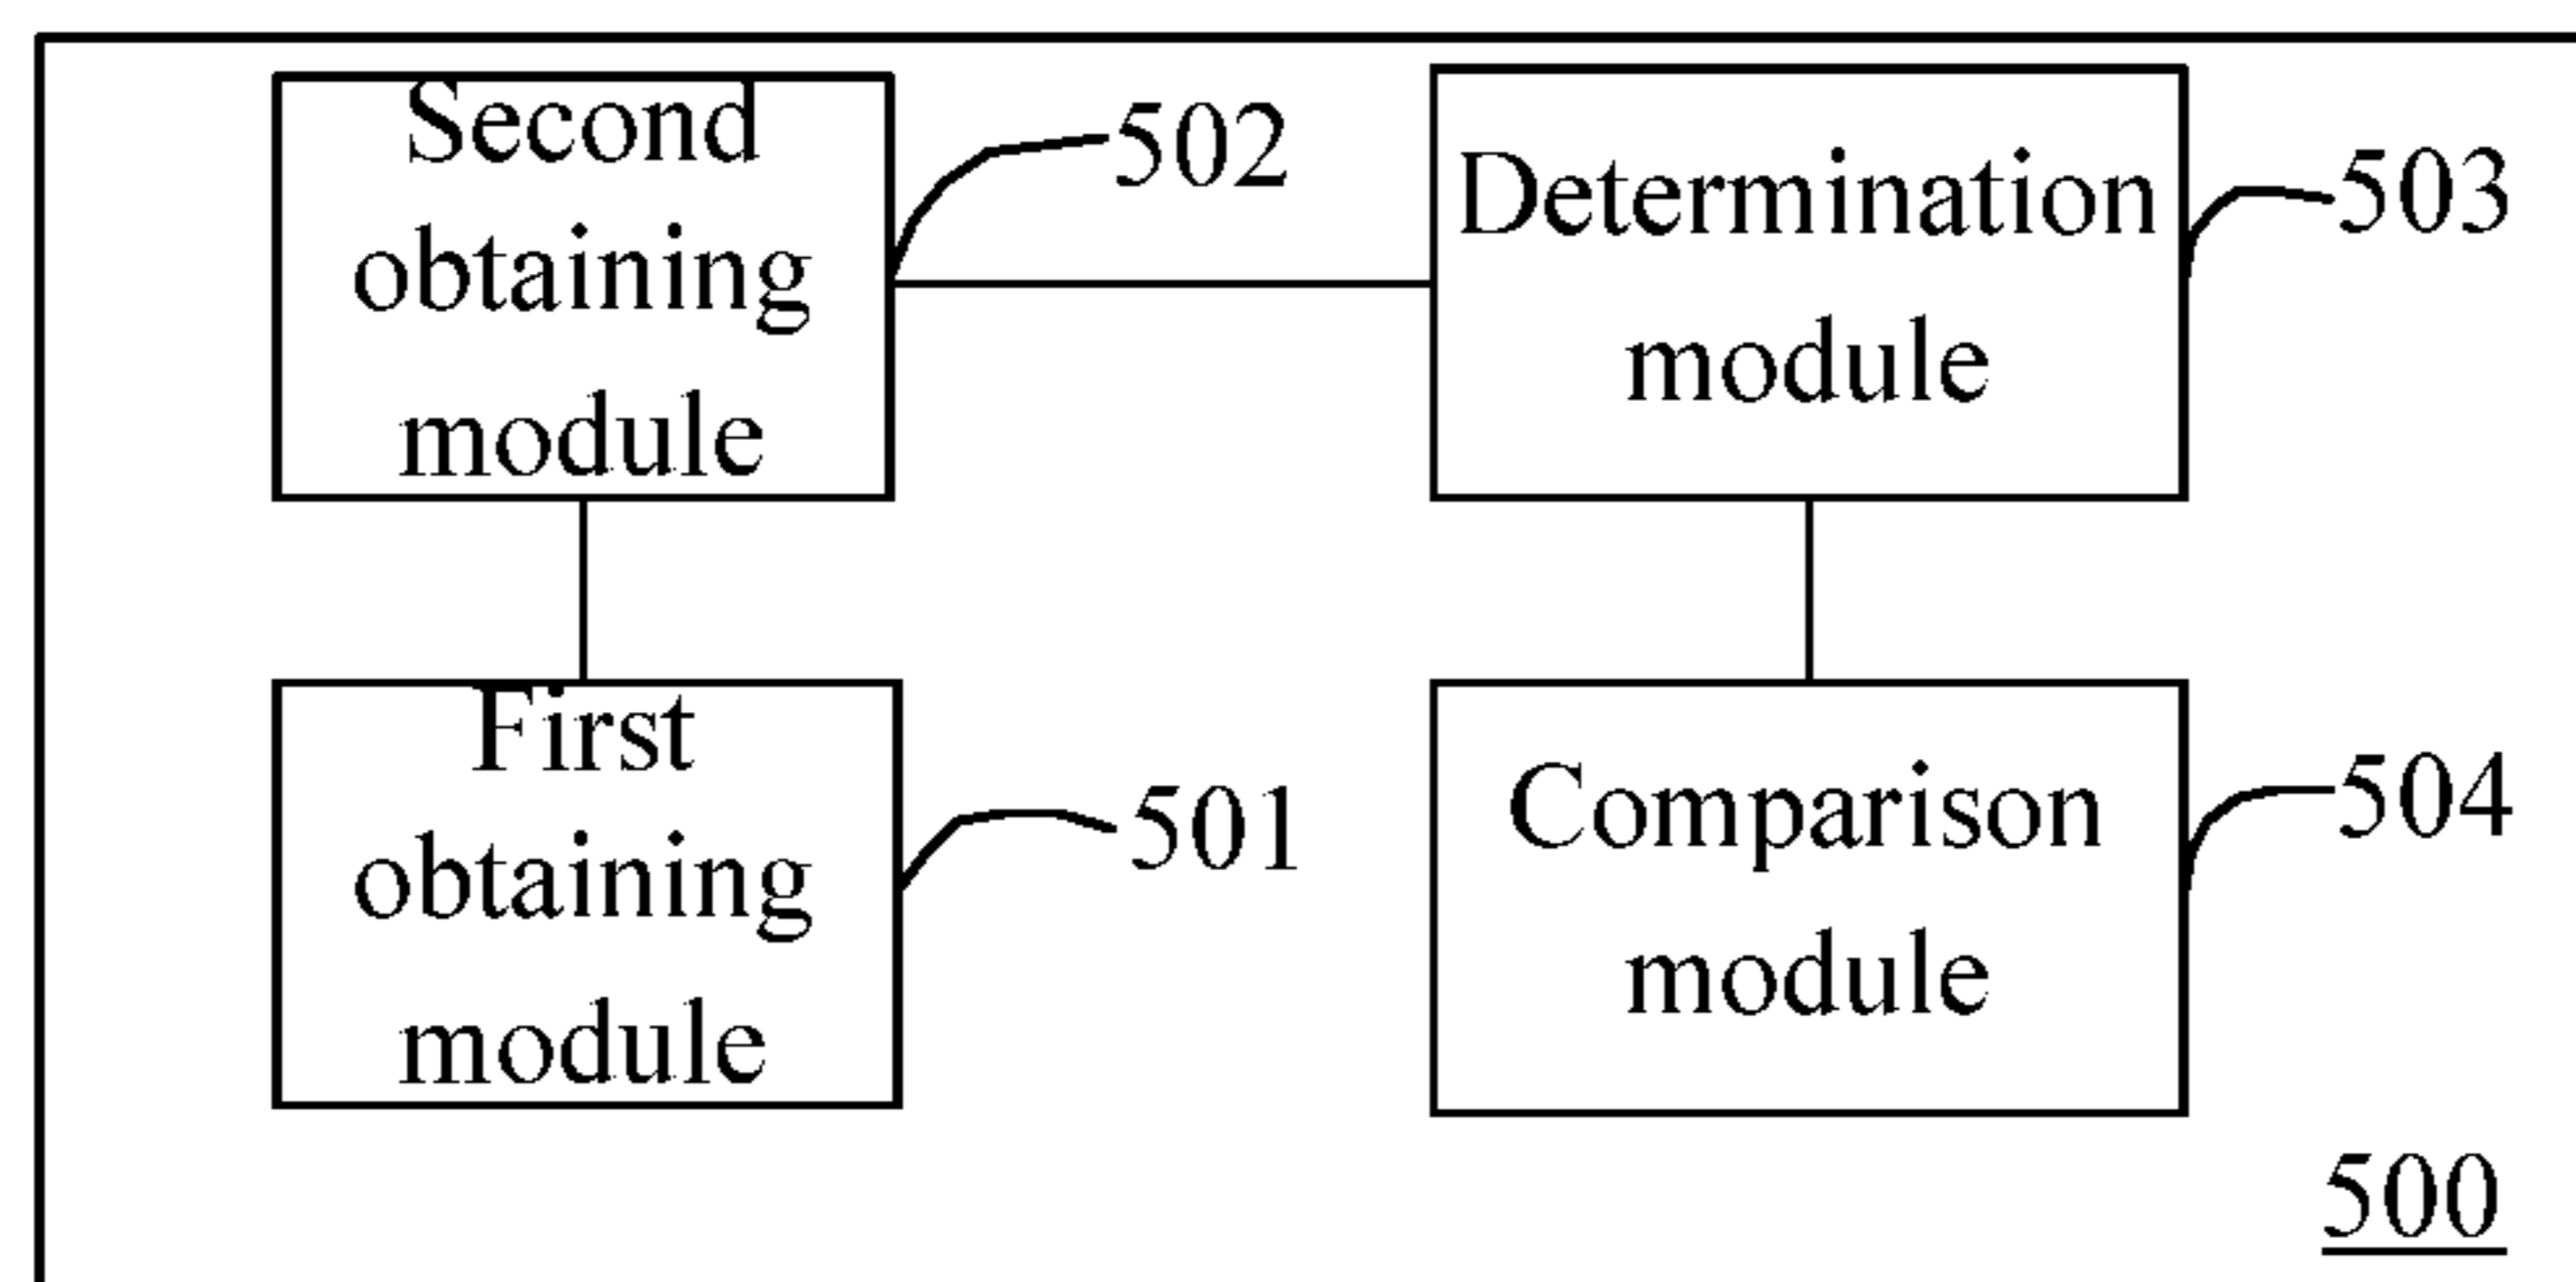 Second
obtaining
module
502
Determination
module
503
First
obtaining
module
501
Comparison
module
504
500